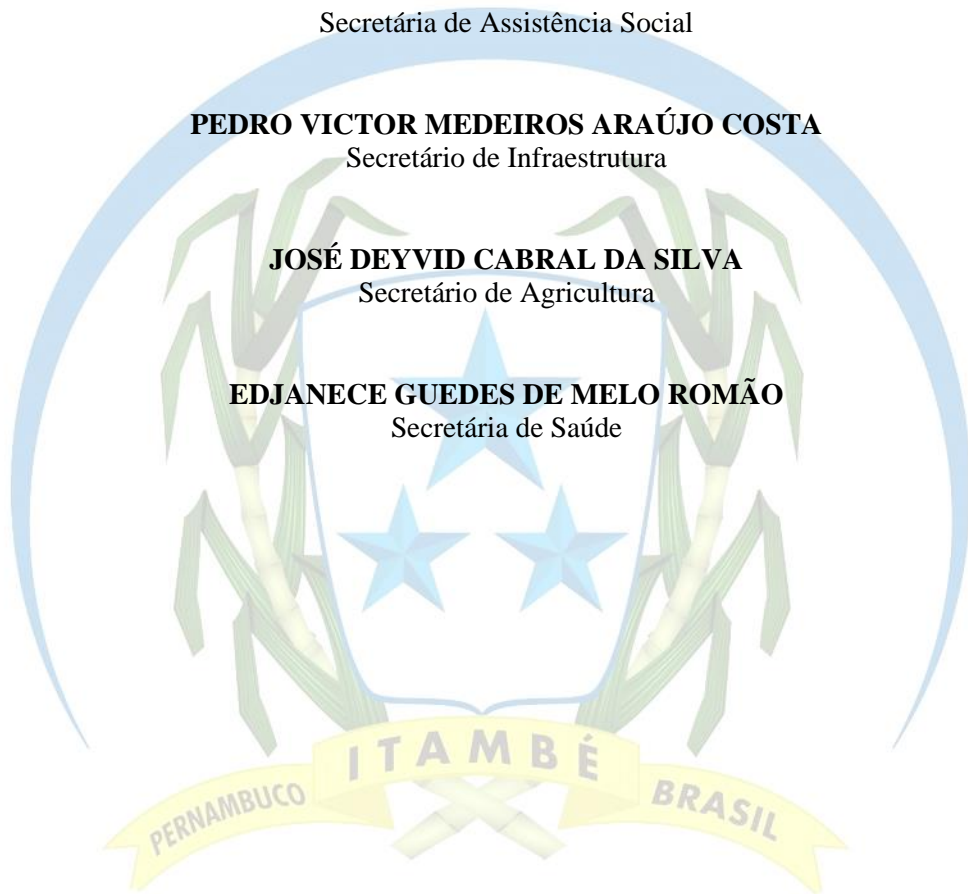 Secretária de Assistência Social
PEDRO VICTOR MEDEIROS ARAÚJO COSTA
Secretário de Infraestrutura
JOSÉ DEYVID CABRAL DA SILVA
Secretário de Agricultura
EDJANECE GUEDES DE MELO ROMÃO
Secretária de Saúde
ITAMBÉ
PERNAMBUCO
BRASIL